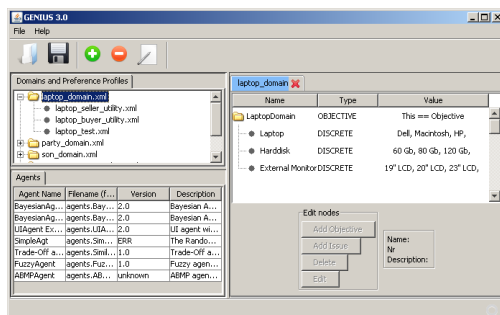 GENIUS 3.0
File Help
Domains and Preference Profiles
laptop_domain.xml
laptop_seller_utility.xml
laptop_buyer_utility.xml
laptop_test.xml
party_domain.xml
son_domain.xml
Agents
Agent Name Filename (f... Version Description
BayesianAg... agents.Bay... 2.0 Bayesian A...
BayesianAg... agents.Bay... 2.0 Bayesian A...
UIAgent Ex... agents.UIA... 2.0 UI agent wi...
SimpleAgt agents.Sim... ERR The Rando...
Trade-Off a... agents.Simil... 1.0 Trade-Off a...
FuzzyAgent agents.Fuz... 1.0 Fuzzy agen...
ABMPAgent agents.AB... unknown ABMP agen...
laptop_domain
Name Type Value
LaptopDomain OBJECTIVE This == Objective
Laptop DISCRETE Dell, Macintosh, HP,
Harddisk DISCRETE 60 Gb, 80 Gb, 120 Gb,
External Monitor DISCRETE 19" LCD, 20" LCD, 23" LCD,
Edit nodes
Add Objective
Add Issue
Delete
Edit
Name:
Nr
Description: